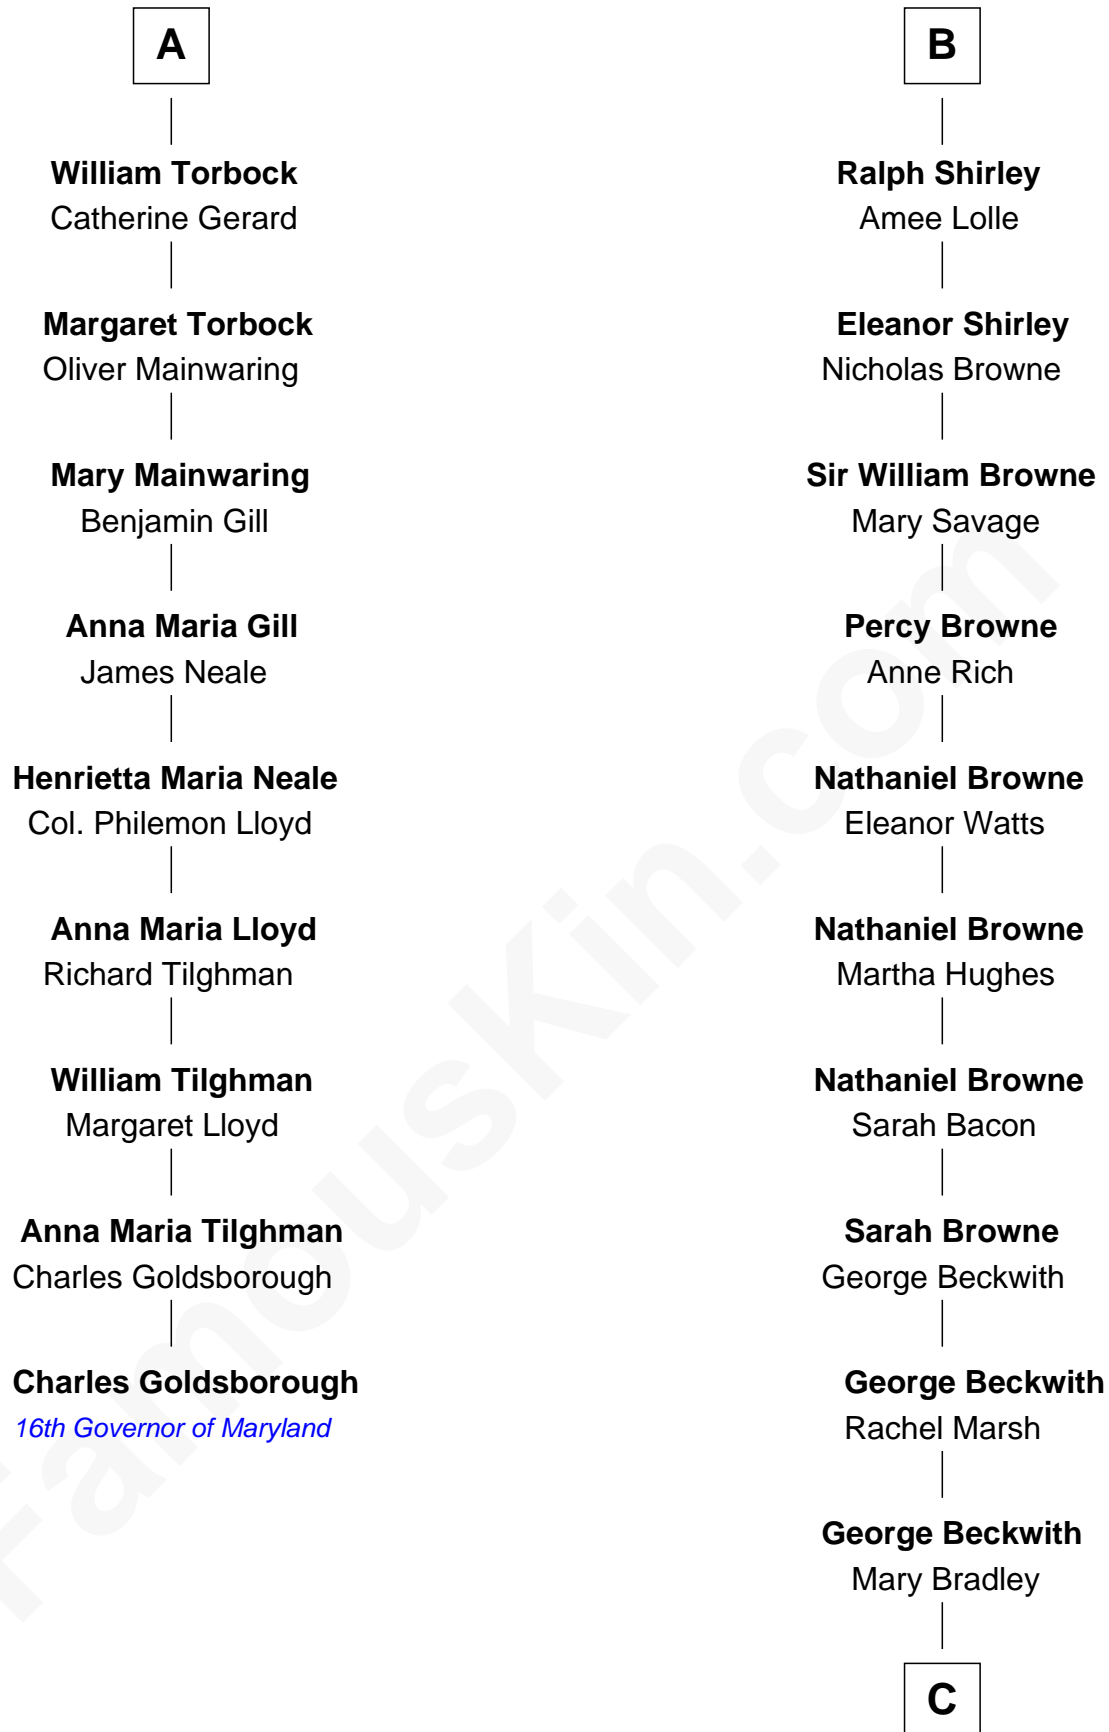 A
William Torbock
Catherine Gerard
Margaret Torbock
Oliver Mainwaring
Mary Mainwaring
Benjamin Gill
Anna Maria Gill
James Neale
Henrietta Maria Neale
Col. Philemon Lloyd
Anna Maria Lloyd
Richard Tilghman
William Tilghman
Margaret Lloyd
Anna Maria Tilghman
Charles Goldsborough
Charles Goldsborough
16th Governor of Maryland
B
Ralph Shirley
Amee Lolle
Eleanor Shirley
Nicholas Browne
Sir William Browne
Mary Savage
Percy Browne
Anne Rich
Nathaniel Browne
Eleanor Watts
Nathaniel Browne
Martha Hughes
Nathaniel Browne
Sarah Bacon
Sarah Browne
George Beckwith
George Beckwith
Rachel Marsh
George Beckwith
Mary Bradley
C
FamousKin.com